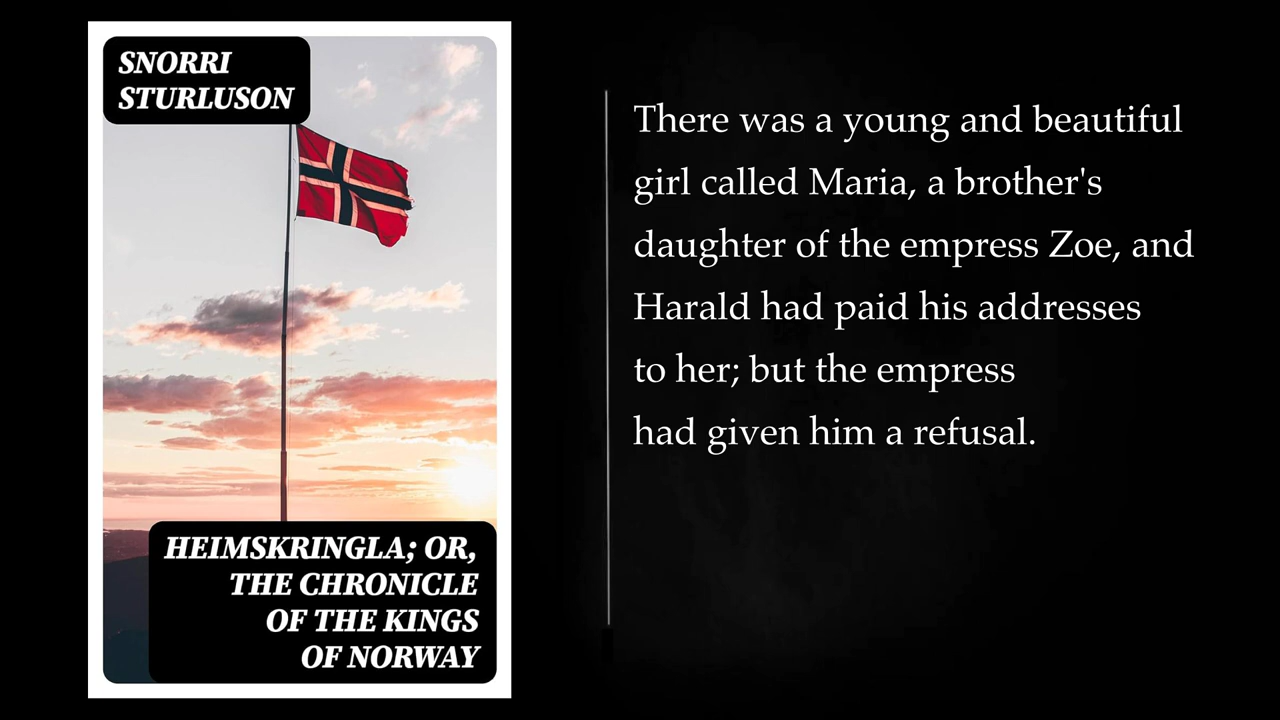 SNORRI
STURLUSON
HEIMSKRINGLA; OR,
THE CHRONICLE
OF THE KINGS
OF NORWAY
There was a young and beautiful
girl called Maria, a brother's
daughter of the empress Zoe, and
Harald had paid his addresses
to her; but the empress
had given him a refusal.